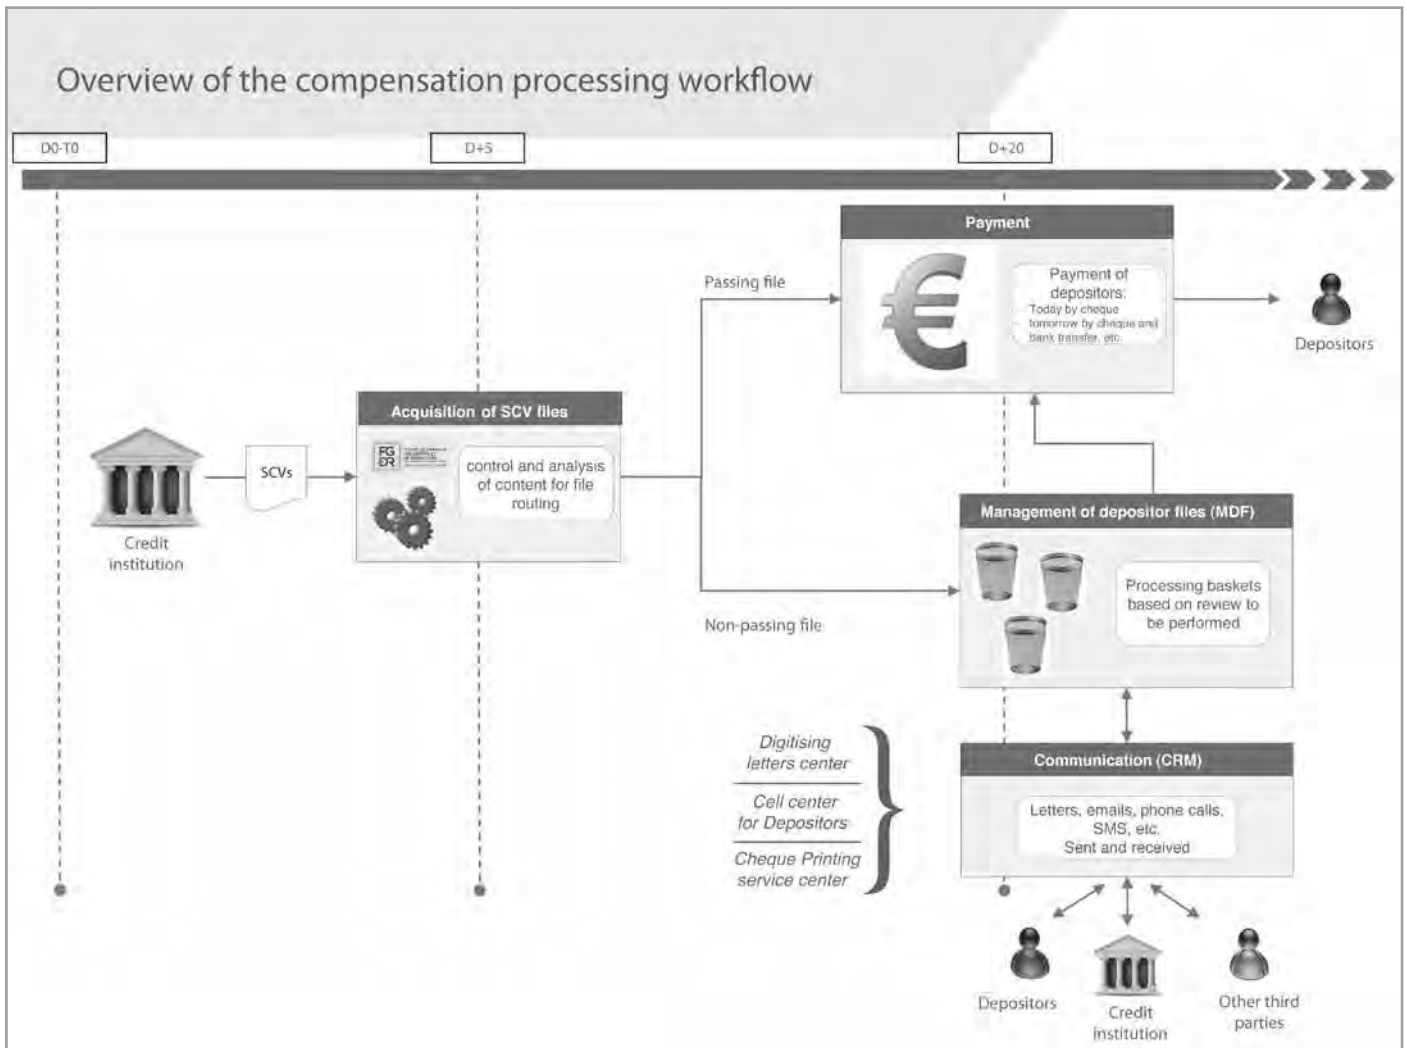 Overview of the compensation processing workflow
D0-T0
D+5
D+20
Payment
Payment of
depositors:
- Today by cheque
- tomorrow by cheque and
bank transfer, etc.
Passing file
Depositors
Acquisition of SCV files
FG
DR
control and analysis
of content for file
routing
SCVs
Credit
institution
Management of depositor files (MDF)
Processing baskets
based on review to
be performed
Non-passing file
Digitising
letters center
Cell center
for Depositors
Cheque Printing
service center
Communication (CRM)
Letters, emails, phone calls,
SMS, etc.
Sent and received
Depositors
Credit
institution
Other third
parties